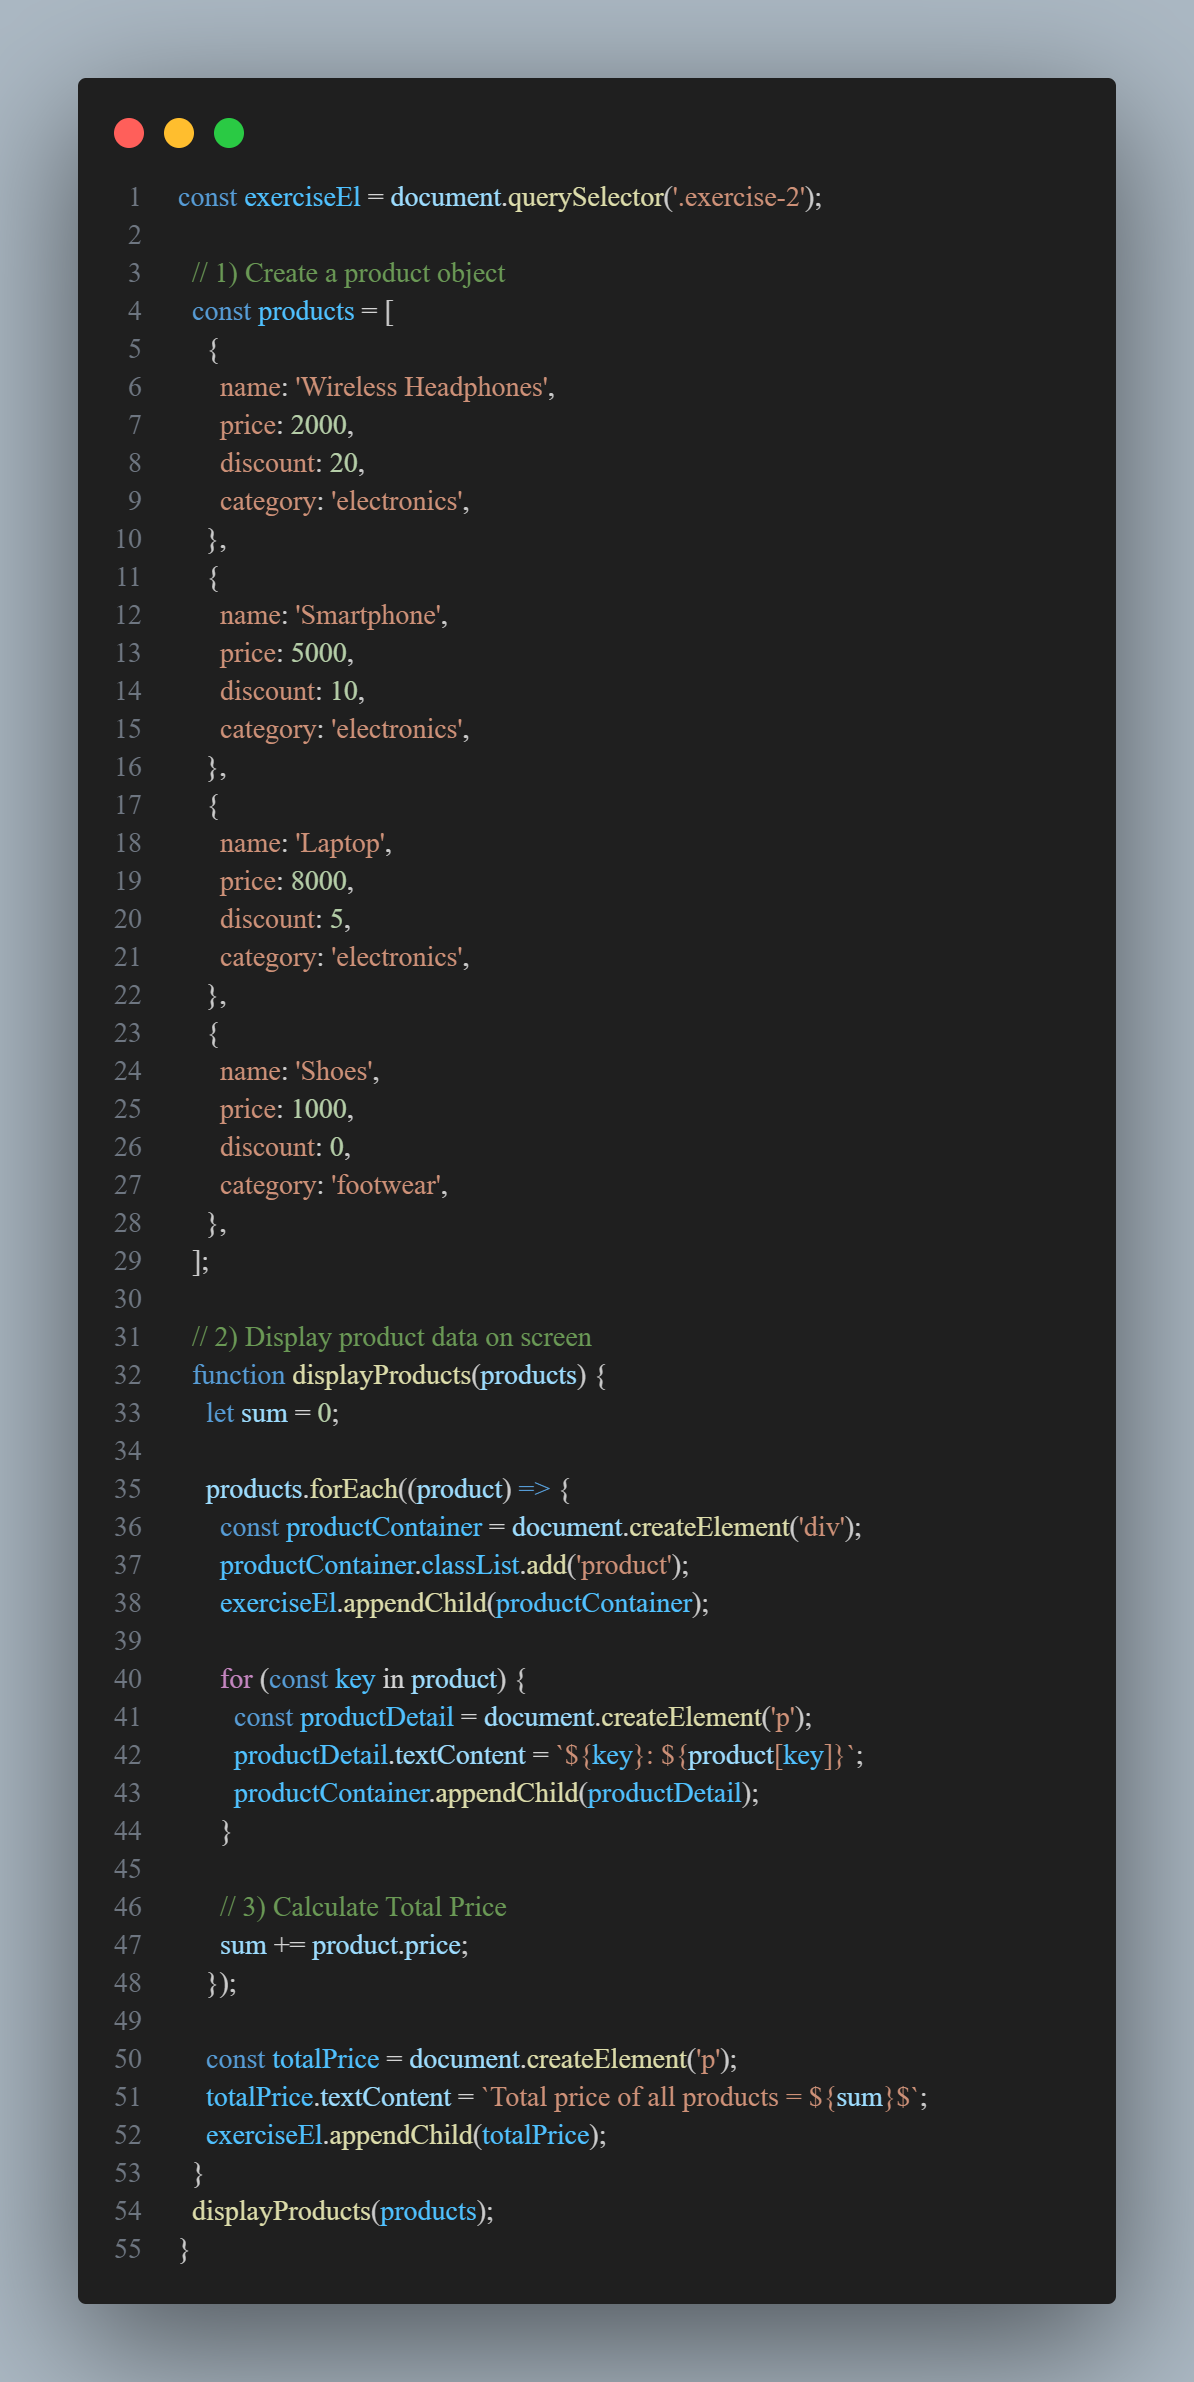 1 const exerciseEl = document.querySelector('.exercise-2');
2
3 // 1) Create a product object
4 const products = [
5 {
6 name: 'Wireless Headphones',
7 price: 2000,
8 discount: 20,
9 category: 'electronics',
10 },
11 {
12 name: 'Smartphone',
13 price: 5000,
14 discount: 10,
15 category: 'electronics',
16 },
17 {
18 name: 'Laptop',
19 price: 8000,
20 discount: 5,
21 category: 'electronics',
22 },
23 {
24 name: 'Shoes',
25 price: 1000,
26 discount: 0,
27 category: 'footwear',
28 },
29 ];
30
31 // 2) Display product data on screen
32 function displayProducts(products) {
33 let sum = 0;
34
35 products.forEach((product) => {
36 const productContainer = document.createElement('div');
37 productContainer.classList.add('product');
38 exerciseEl.appendChild(productContainer);
39
40 for (const key in product) {
41 const productDetail = document.createElement('p');
42 productDetail.textContent = `${key}: ${product[key]}`;
43 productContainer.appendChild(productDetail);
44 }
45
46 // 3) Calculate Total Price
47 sum += product.price;
48 });
49
50 const totalPrice = document.createElement('p');
51 totalPrice.textContent = `Total price of all products = ${sum}$`;
52 exerciseEl.appendChild(totalPrice);
53 }
54 displayProducts(products);
55 }